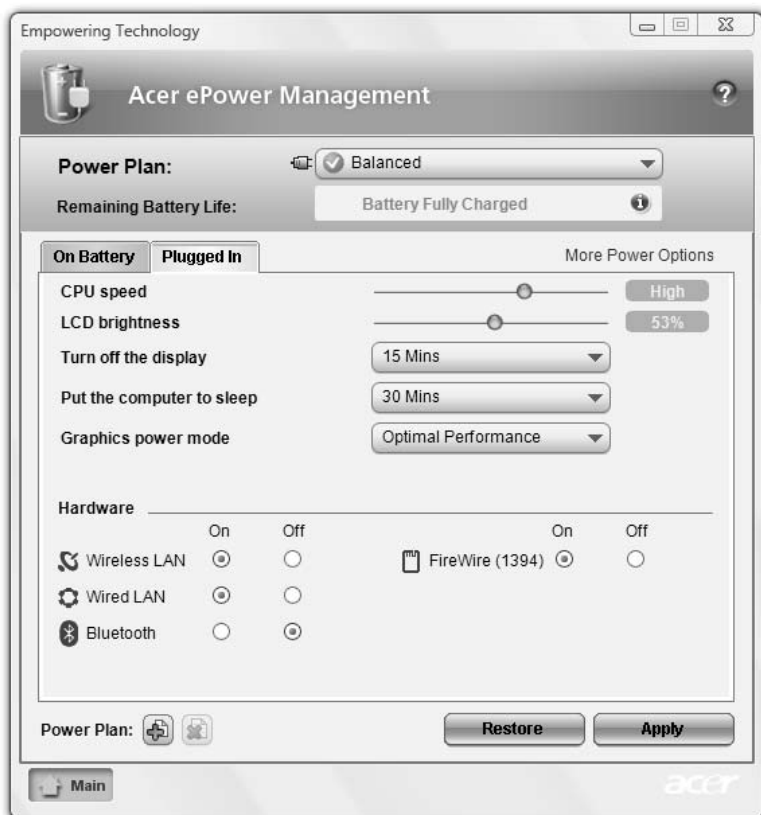 Empowering Technology
Acer ePower Management
?
Power Plan:
Balanced
Remaining Battery Life:
Battery Fully Charged
On Battery
Plugged In
More Power Options
CPU speed
High
LCD brightness
53%
Turn off the display
15 Mins
Put the computer to sleep
30 Mins
Graphics power mode
Optimal Performance
Hardware
On Off On Off
Wireless LAN
FireWire (1394)
Wired LAN
Bluetooth
Power Plan:
Restore
Apply
Main
acer